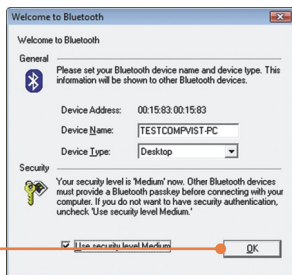 Welcome to Bluetooth
Welcome to Bluetooth
General
Please set your Bluetooth device name and device type. This
information will be shown to other Bluetooth devices.
Device Address: 00:15:83:00:15:83
Device Name: TESTCOMPVIST-PC
Device Type: Desktop
Security
Your security level is 'Medium' now. Other Bluetooth devices
must provide a Bluetooth passkey before connecting with your
computer. If you do not want to have security authentication,
uncheck 'Use security level Medium.'
Use security level Medium
OK